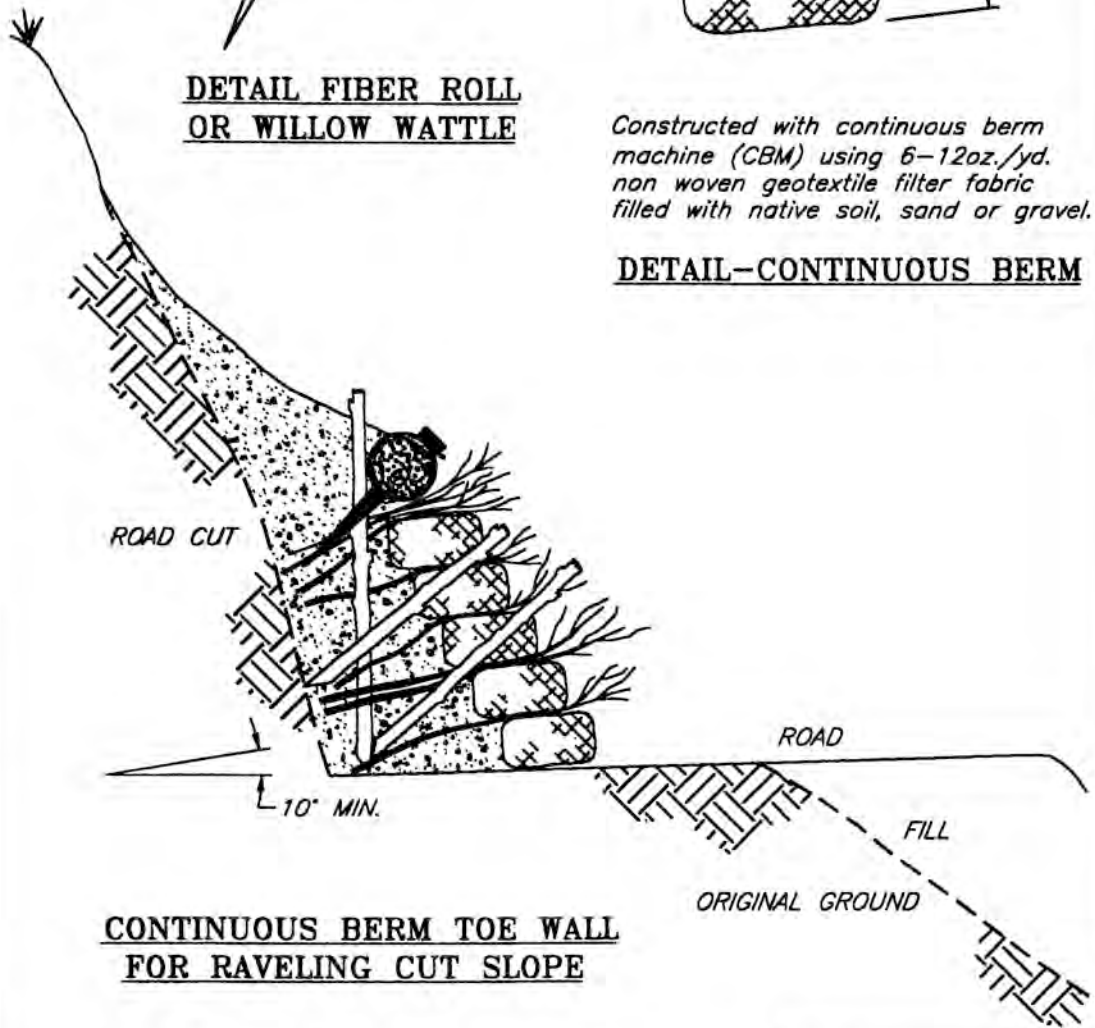 DETAIL FIBER ROLL
OR WILLOW WATTLE
Constructed with continuous berm
machine (CBM) using 6-12oz./yd.
non woven geotextile filter fabric
filled with native soil, sand or gravel.
DETAIL-CONTINUOUS BERM
ROAD CUT
10° MIN.
ROAD
FILL
ORIGINAL GROUND
CONTINUOUS BERM TOE WALL
FOR RAVELING CUT SLOPE